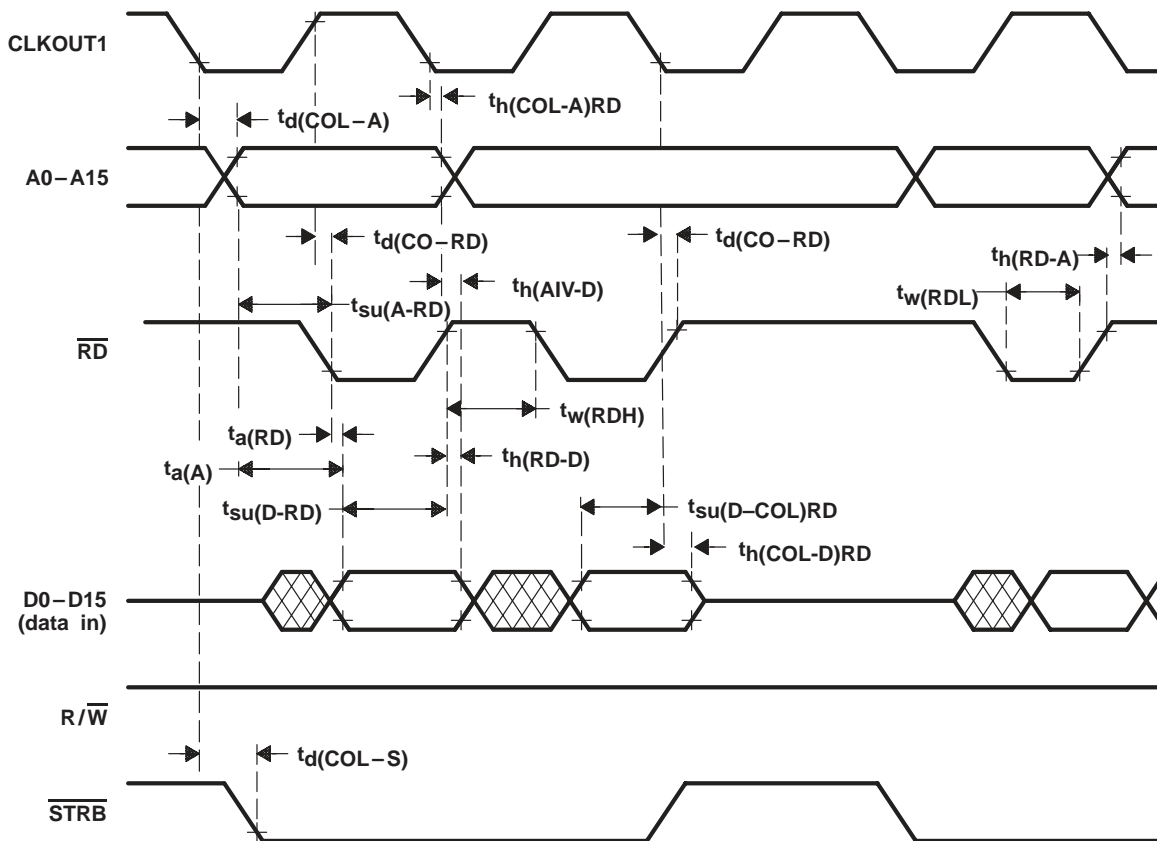 CLKOUT1
th(COL-A)RD
td(COL–A)
A0–A15
td(CO–RD)
td(CO–RD)
th(RD-A)
th(AIV-D)
tw(RDL)
tsu(A-RD)
RD
tw(RDH)
ta(RD)
th(RD-D)
ta(A)
tsu(D-RD)
tsu(D–COL)RD
th(COL-D)RD
D0–D15
(data in)
R/W
td(COL–S)
STRB